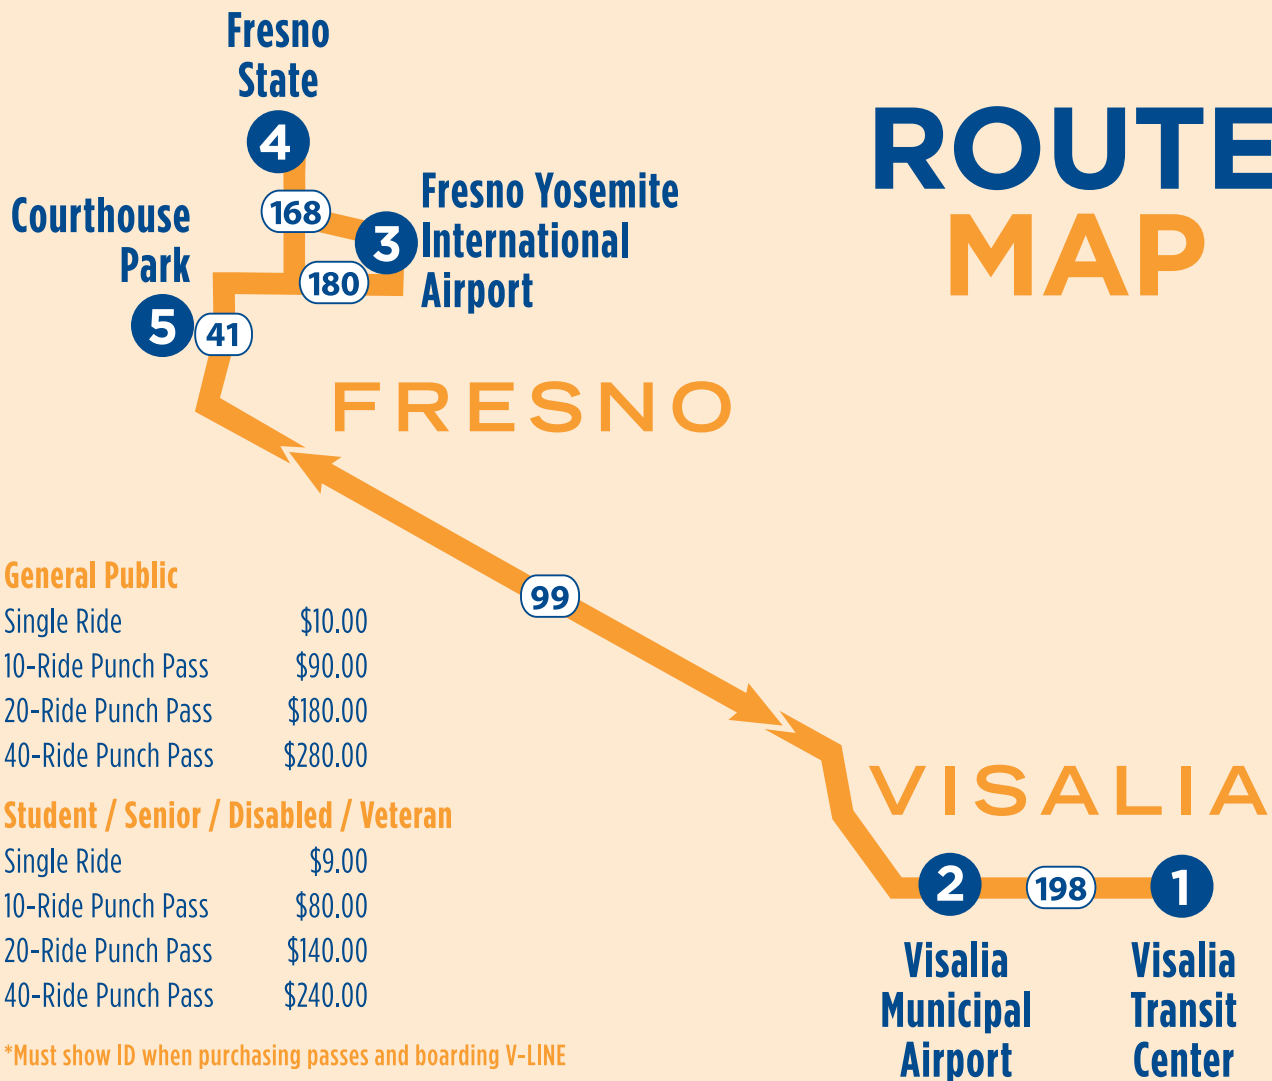 Fresno
State
4
ROUTE
MAP
168
Fresno Yosemite
International
Airport
3
Courthouse
Park
180
5
41
FRESNO
99
General Public
Single Ride $10.00
10-Ride Punch Pass $90.00
20-Ride Punch Pass $180.00
40-Ride Punch Pass $280.00
Student / Senior / Disabled / Veteran
Single Ride $9.00
10-Ride Punch Pass $80.00
20-Ride Punch Pass $140.00
40-Ride Punch Pass $240.00
*Must show ID when purchasing passes and boarding V-LINE
VISALIA
2
198
1
Visalia
Municipal
Airport
Visalia
Transit
Center